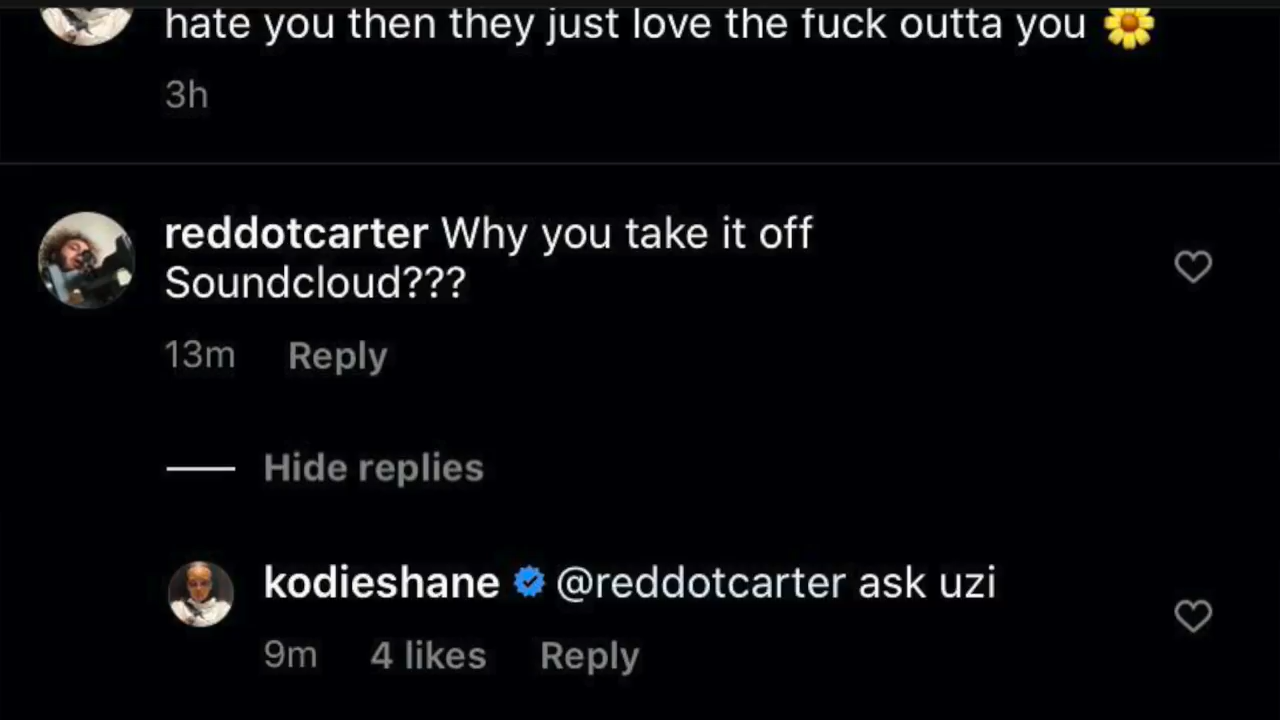 hate you then they just love the fuck outta you 🌼
3h
reddotcarter Why you take it off
Soundcloud???
13m Reply
Hide replies
kodieshane @reddotcarter ask uzi
9m 4 likes Reply